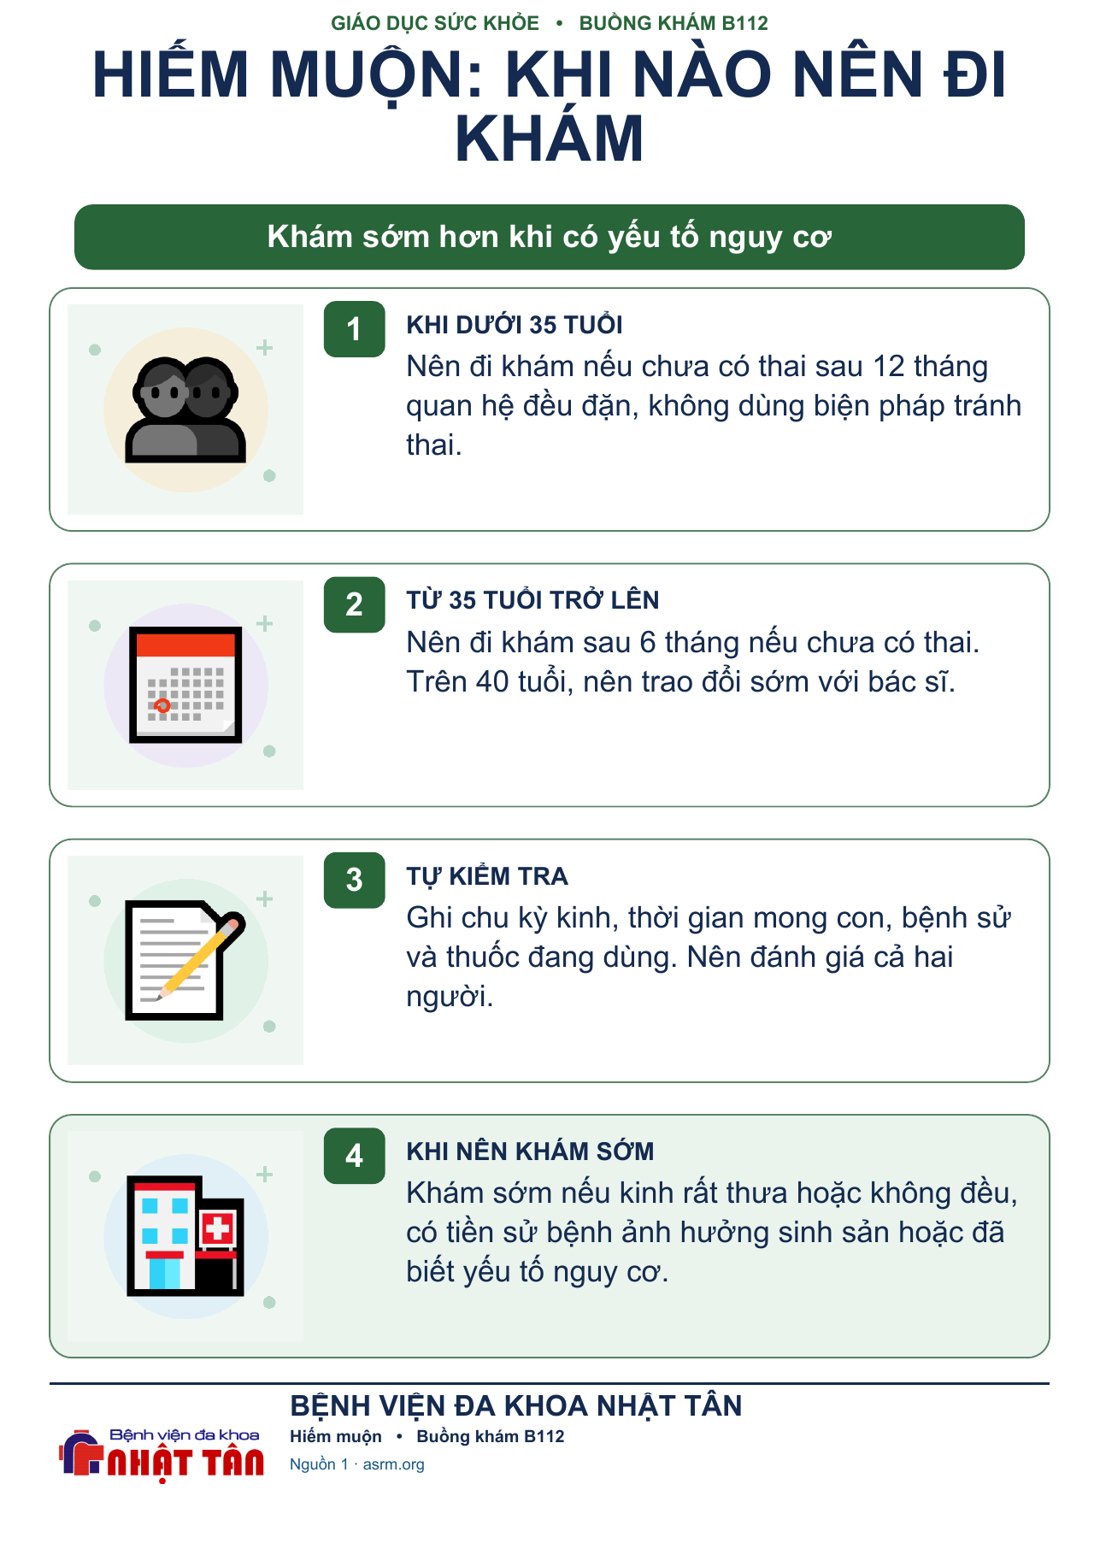 GIÁO DỤC SỨC KHỎE • BUỒNG KHÁM B112
HIẾM MUỘN: KHI NÀO NÊN ĐI
KHÁM
Khám sớm hơn khi có yếu tố nguy cơ
1
KHI DƯỚI 35 TUỔI
Nên đi khám nếu chưa có thai sau 12 tháng
quan hệ đều đặn, không dùng biện pháp tránh
thai.
2
TỪ 35 TUỔI TRỞ LÊN
Nên đi khám sau 6 tháng nếu chưa có thai.
Trên 40 tuổi, nên trao đổi sớm với bác sĩ.
3
TỰ KIỂM TRA
Ghi chu kỳ kinh, thời gian mong con, bệnh sử
và thuốc đang dùng. Nên đánh giá cả hai
người.
4
KHI NÊN KHÁM SỚM
Khám sớm nếu kinh rất thưa hoặc không đều,
có tiền sử bệnh ảnh hưởng sinh sản hoặc đã
biết yếu tố nguy cơ.
Bệnh viện đa khoa
NHẬT TÂN
BỆNH VIỆN ĐA KHOA NHẬT TÂN
Hiếm muộn • Buồng khám B112
Nguồn 1 · asrm.org